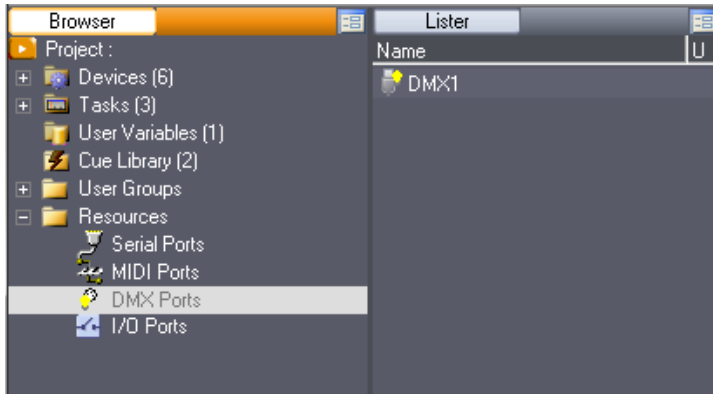 Browser
Project :
Devices (6)
Tasks (3)
User Variables (1)
Cue Library (2)
User Groups
Resources
Serial Ports
MIDI Ports
DMX Ports
I/O Ports
Lister
Name U
DMX1